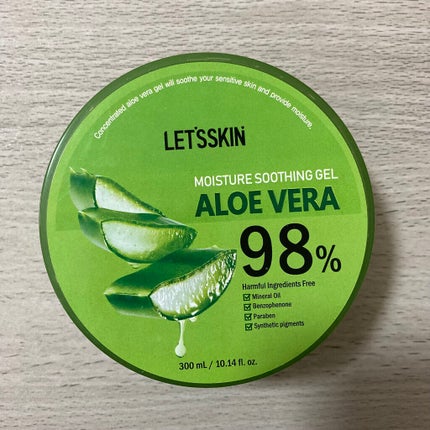 Concentrated aloe vera gel will soothe your sensitive skin and provide moisture.
LET'SSKIN
MOISTURE SOOTHING GEL
ALOE VERA
98%
Harmful Ingredients Free
Mineral Oil
Benzophenone
Paraben
Synthetic pigments
300 mL / 10.14 fl. oz.